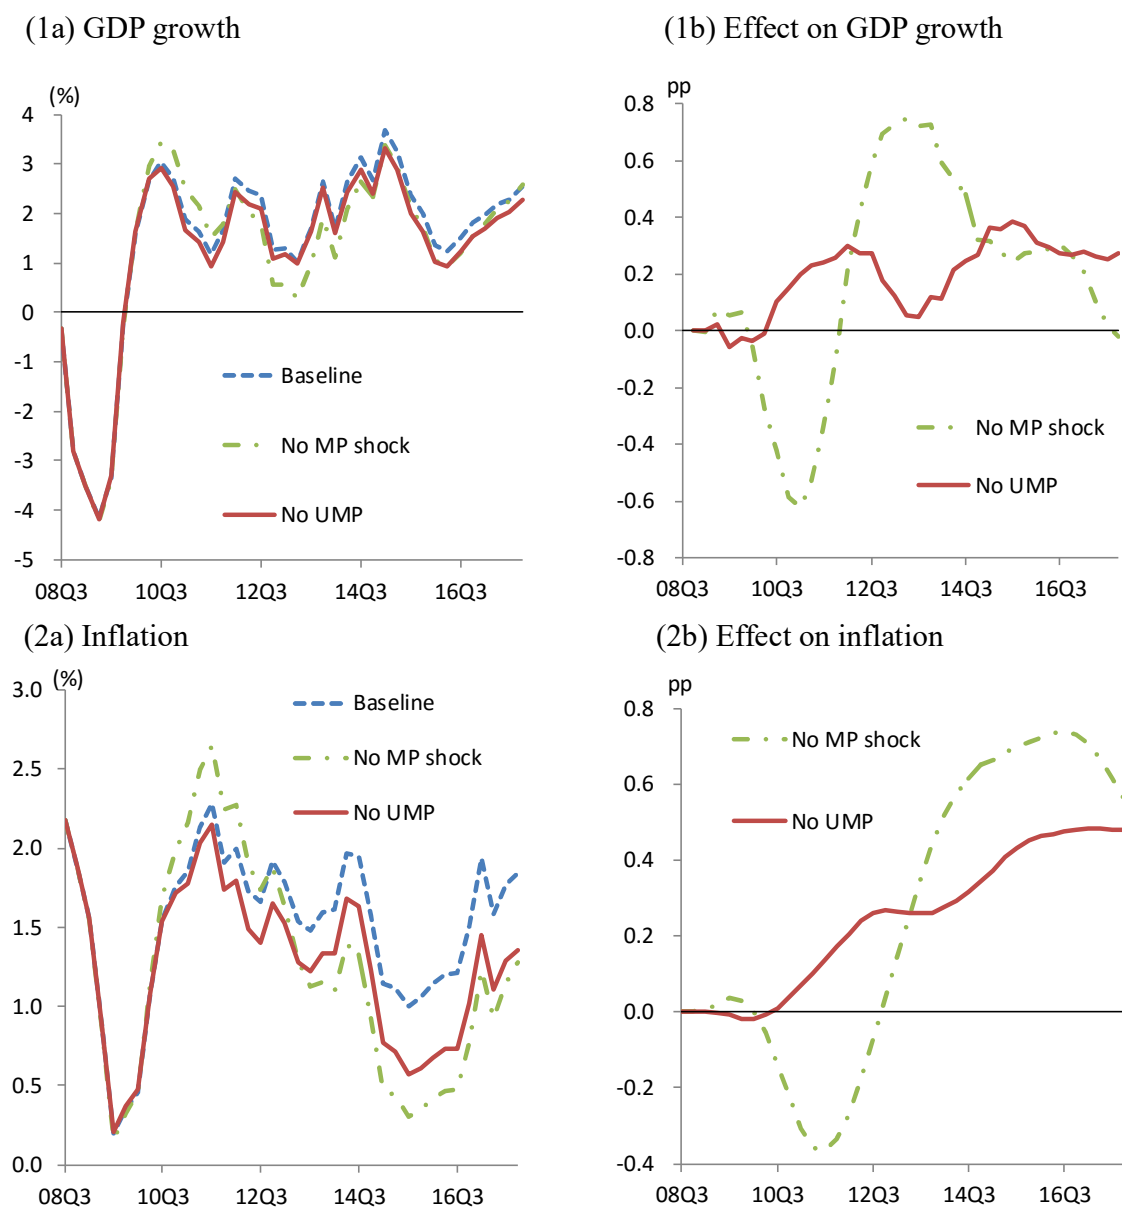 (1a) GDP growth
(%)
4
3
2
1
0
-1
-2
-3
-4
-5
Baseline
No MP shock
No UMP
08Q3 10Q3 12Q3 14Q3 16Q3
(1b) Effect on GDP growth
pp
0.8
0.6
0.4
0.2
0.0
-0.2
-0.4
-0.6
-0.8
No MP shock
No UMP
08Q3 10Q3 12Q3 14Q3 16Q3
(2a) Inflation
(%)
3.0
2.5
2.0
1.5
1.0
0.5
0.0
Baseline
No MP shock
No UMP
08Q3 10Q3 12Q3 14Q3 16Q3
(2b) Effect on inflation
pp
0.8
0.6
0.4
0.2
0.0
-0.2
-0.4
No MP shock
No UMP
08Q3 10Q3 12Q3 14Q3 16Q3